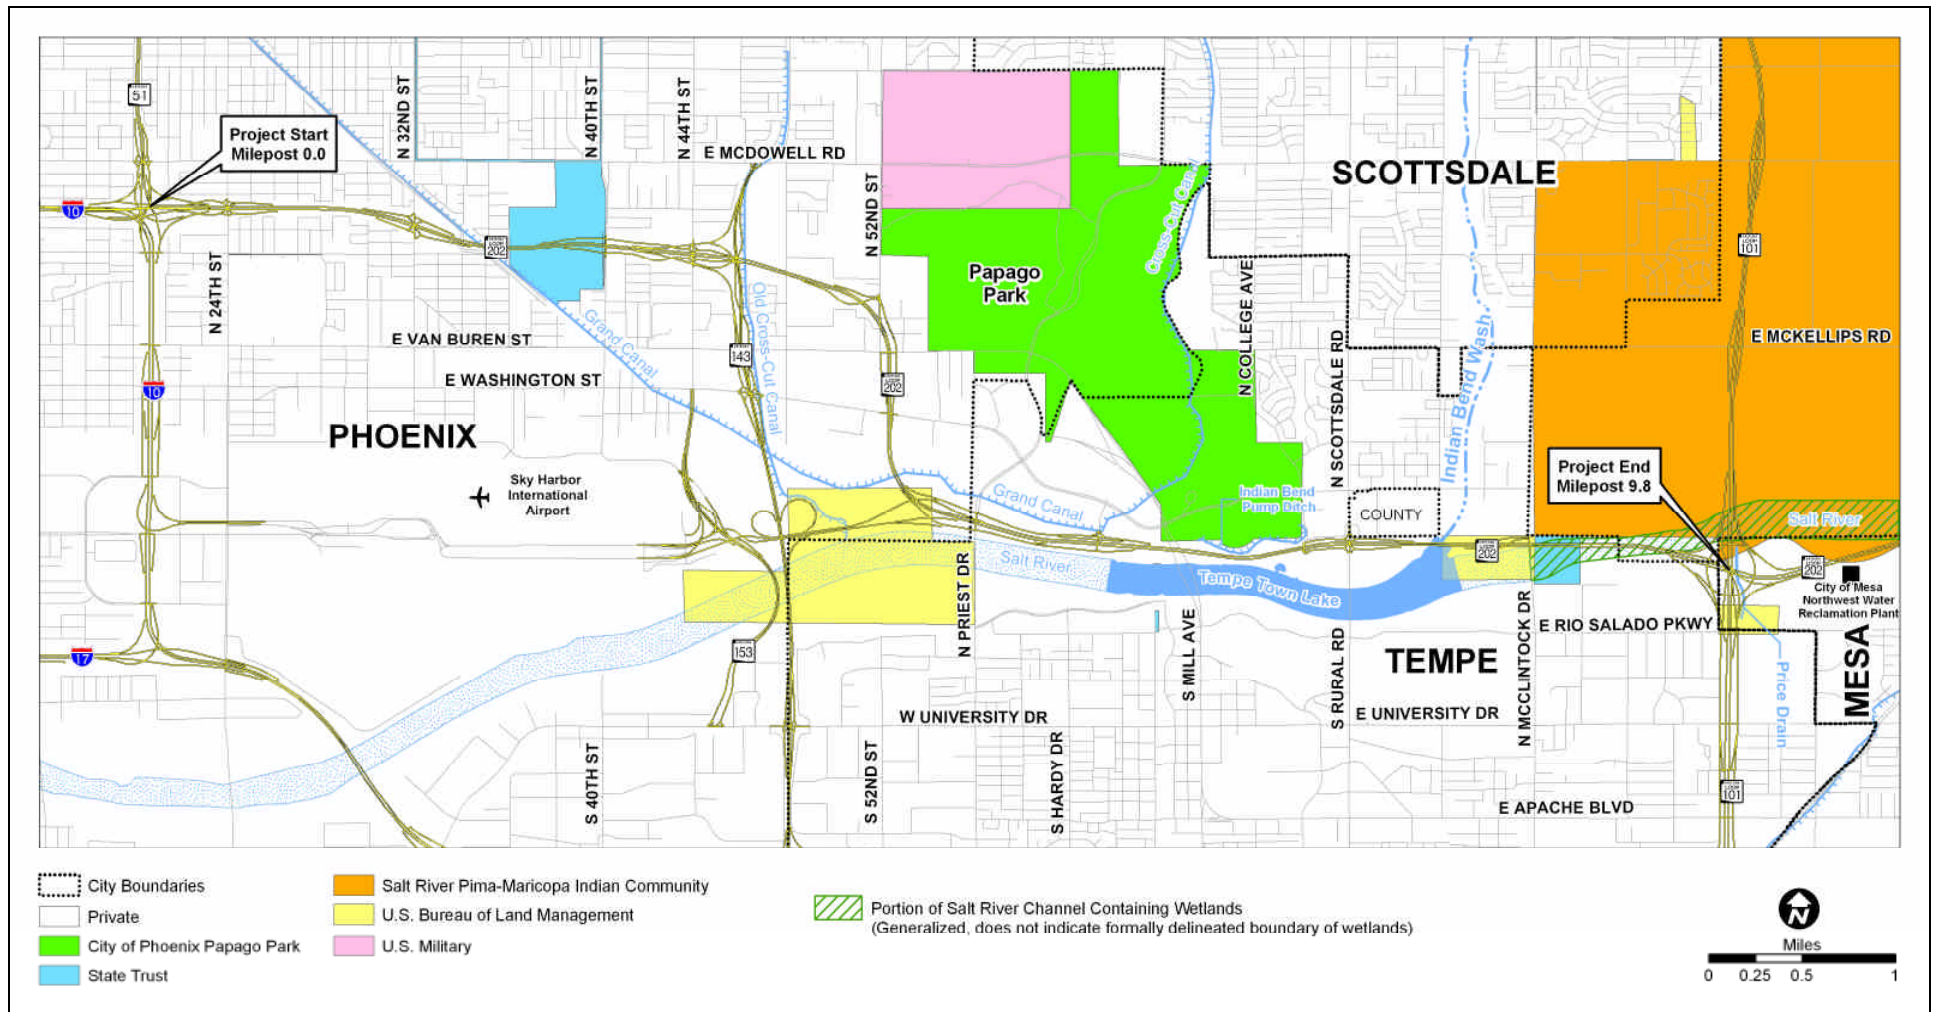 51
Project Start
Milepost 0.0
N 32ND ST
N 40TH ST
N 44TH ST
E MCDOWELL RD
N 52ND ST
SCOTTSDALE
10
LOOP
202
LOOP
101
N 24TH ST
Cross-Cut Canal
Papago
Park
N COLLEGE AVE
Old Cross-Cut Canal
Grand Canal
E VAN BUREN ST
143
E WASHINGTON ST
LOOP
202
10
N SCOTTSDALE RD
Indian Bend Wash
E MCKELLIPS RD
PHOENIX
Sky Harbor
International
Airport
Grand Canal
Indian Bend
Pump Ditch
COUNTY
Project End
Milepost 9.8
Salt River
Salt River
Tempe Town Lake
202
LOOP
202
City of Mesa
Northwest Water
Reclamation Plant
N PRIEST DR
S MILL AVE
S RURAL RD
TEMPE
N MCCLINTOCK DR
E RIO SALADO PKWY
MESA
Price Drain
17
153
W UNIVERSITY DR
E UNIVERSITY DR
S 40TH ST
S 52ND ST
S HARDY DR
E APACHE BLVD
LOOP
101
City Boundaries
Private
City of Phoenix Papago Park
State Trust
Salt River Pima-Maricopa Indian Community
U.S. Bureau of Land Management
U.S. Military
Portion of Salt River Channel Containing Wetlands
(Generalized, does not indicate formally delineated boundary of wetlands)
N
Miles
0 0.25 0.5 1